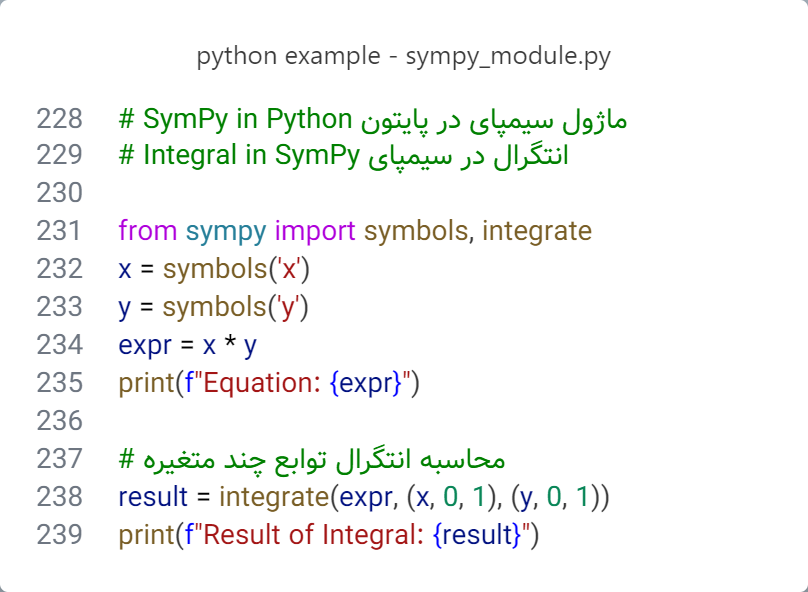 python example - sympy_module.py
228 # SymPy in Python ماژول سیمپای در پایتون
229 # Integral in SymPy انتگرال در سیمپای
230
231 from sympy import symbols, integrate
232 x = symbols('x')
233 y = symbols('y')
234 expr = x * y
235 print(f"Equation: {expr}")
236
237 # محاسبه انتگرال توابع چند متغیره
238 result = integrate(expr, (x, 0, 1), (y, 0, 1))
239 print(f"Result of Integral: {result}")